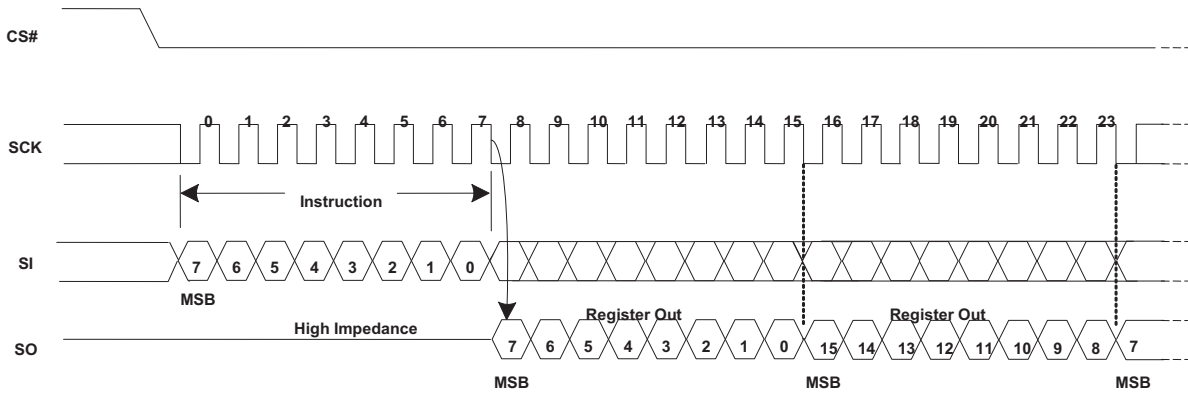 CS#
0 1 2 3 4 5 6 7 8 9 10 11 12 13 14 15 16 17 18 19 20 21 22 23
SCK
Instruction
SI
7 6 5 4 3 2 1 0
MSB
High Impedance
Register Out
Register Out
SO
7 6 5 4 3 2 1 0 15 14 13 12 11 10 9 8 7
MSB
MSB
MSB